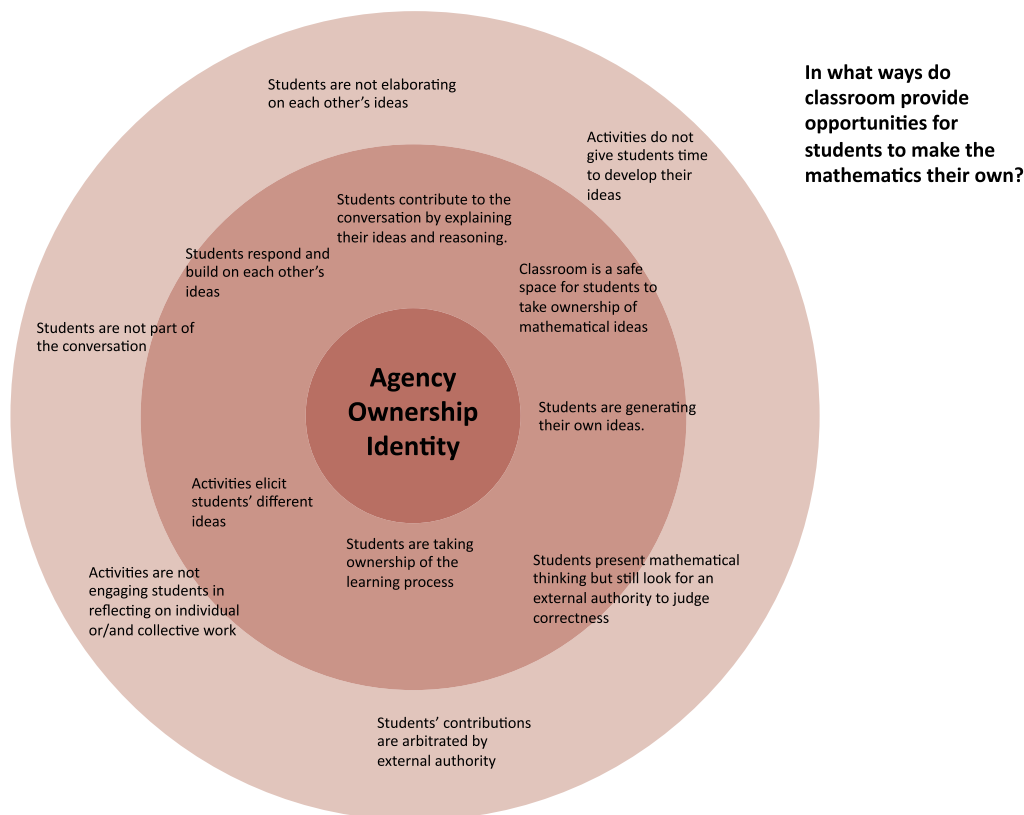 In what ways do
classroom provide
opportunities for
students to make the
mathematics their own?
Students are not elaborating
on each other’s ideas
Activities do not
give students time
to develop their
ideas
Students contribute to the
conversation by explaining
their ideas and reasoning.
Students respond and
build on each other’s
ideas
Classroom is a safe
space for students to
take ownership of
mathematical ideas
Students are not part of
the conversation
Agency
Ownership
Identity
Students are generating
their own ideas.
Activities elicit
students’ different
ideas
Students are taking
ownership of the
learning process
Students present mathematical
thinking but still look for an
external authority to judge
correctness
Activities are not
engaging students in
reflecting on individual
or/and collective work
Students’ contributions
are arbitrated by
external authority